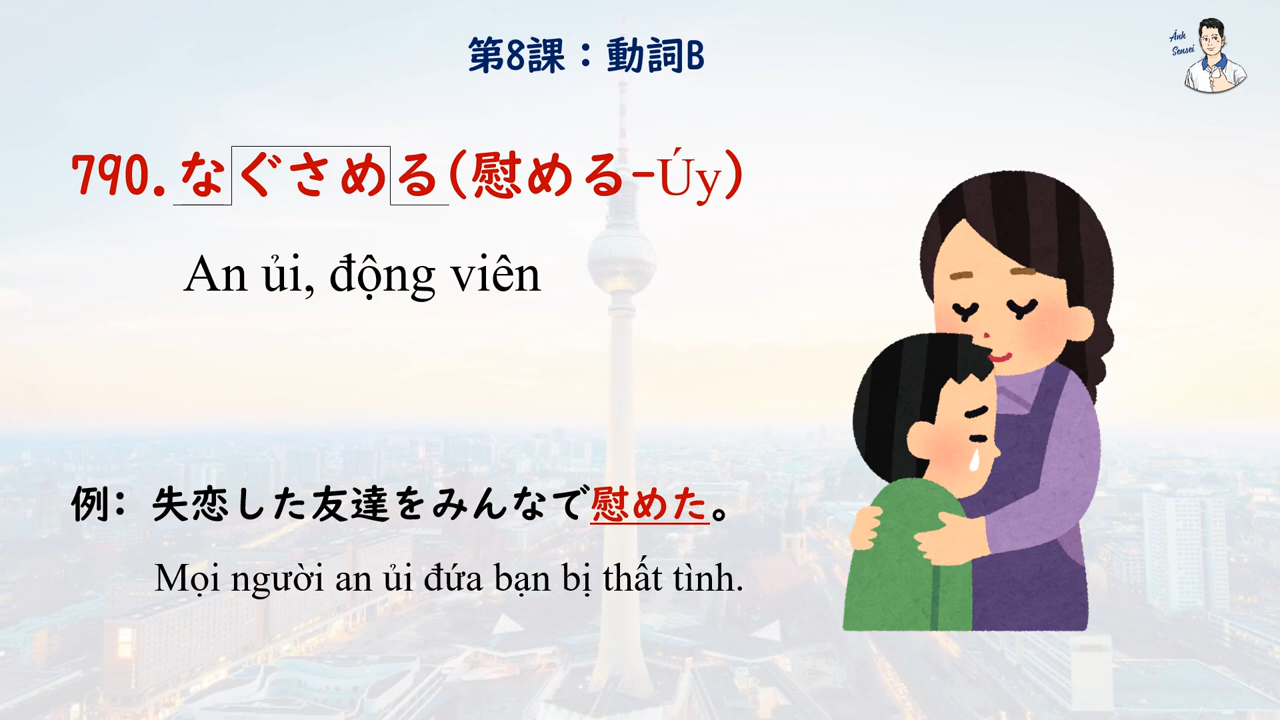 第8課：動詞B
Ánh
Sensei
790.なぐさめる(慰める-Úy)
An ủi, động viên
例: 失恋した友達をみんなで慰めた。
Mọi người an ủi đứa bạn bị thất tình.